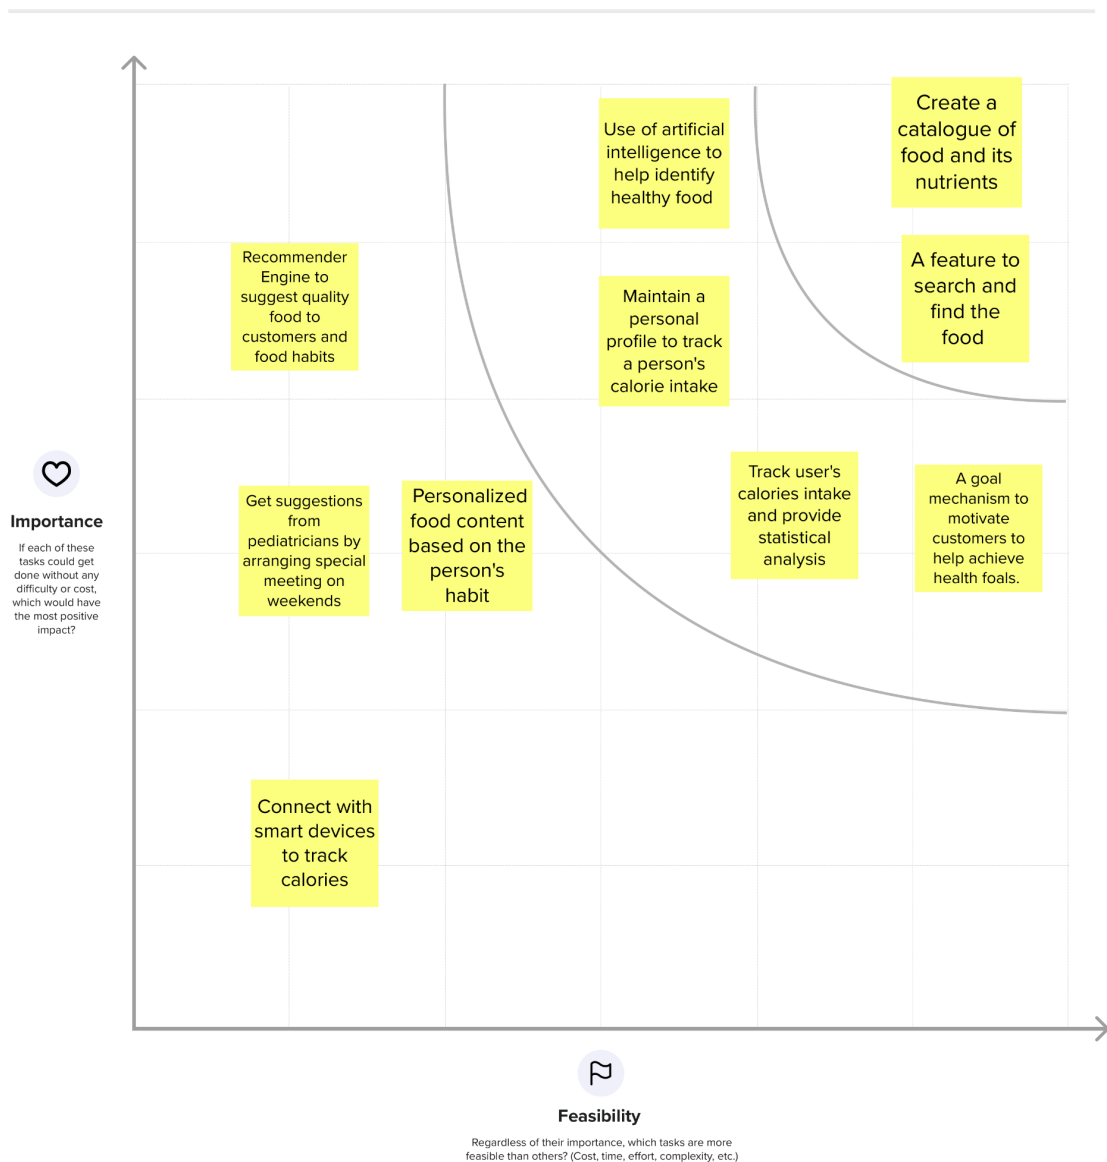 Use of artificial
intelligence to
help identify
healthy food
Create a
catalogue of
food and its
nutrients
Recommender
Engine to
suggest quality
food to
customers and
food habits
Maintain a
personal
profile to track
a person's
calorie intake
A feature to
search and
find the
food
Importance
If each of these
tasks could get
done without any
difficulty or cost,
which would have
the most positive
impact?
Get suggestions
from
pediatricians by
arranging special
meeting on
weekends
Personalized
food content
based on the
person's
habit
Track user's
calories intake
and provide
statistical
analysis
A goal
mechanism to
motivate
customers to
help achieve
health foals.
Connect with
smart devices
to track
calories
Feasibility
Regardless of their importance, which tasks are more
feasible than others? (Cost, time, effort, complexity, etc.)